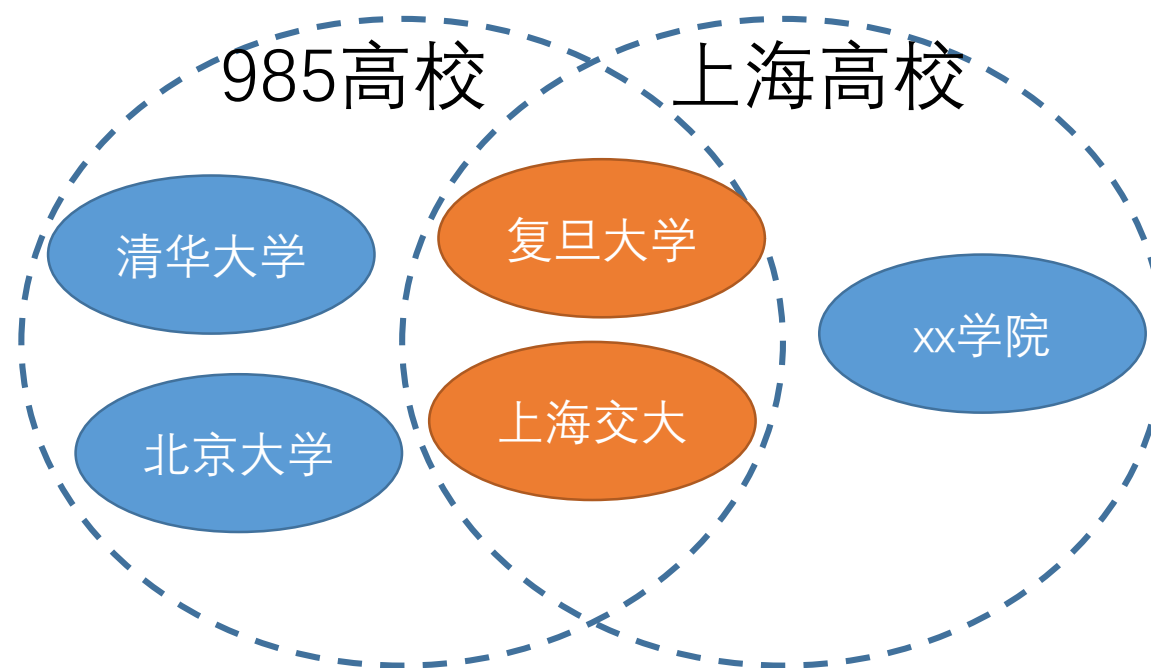 985高校
上海高校
清华大学
复旦大学
xx学院
上海交大
北京大学